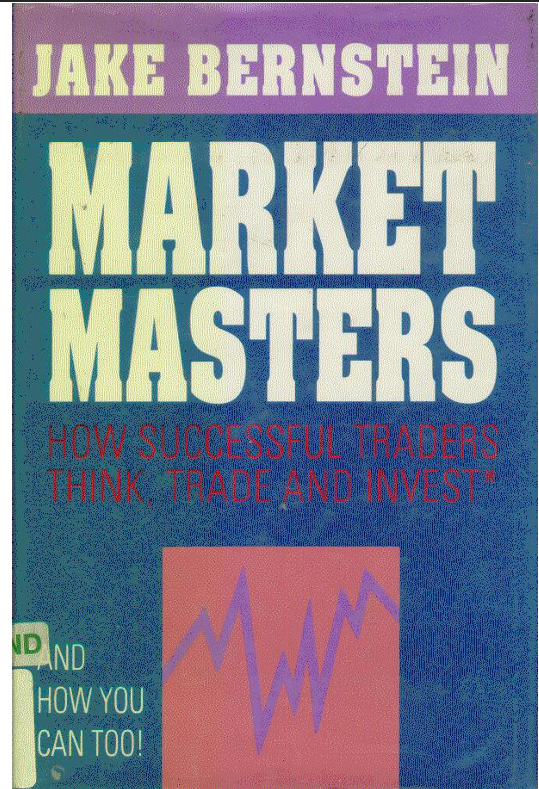 JAKE BERNSTEIN
MARKET
MASTERS
HOW SUCCESSFUL TRADERS
THINK, TRADE AND INVEST*
ND
AND
HOW YOU
CAN TOO!